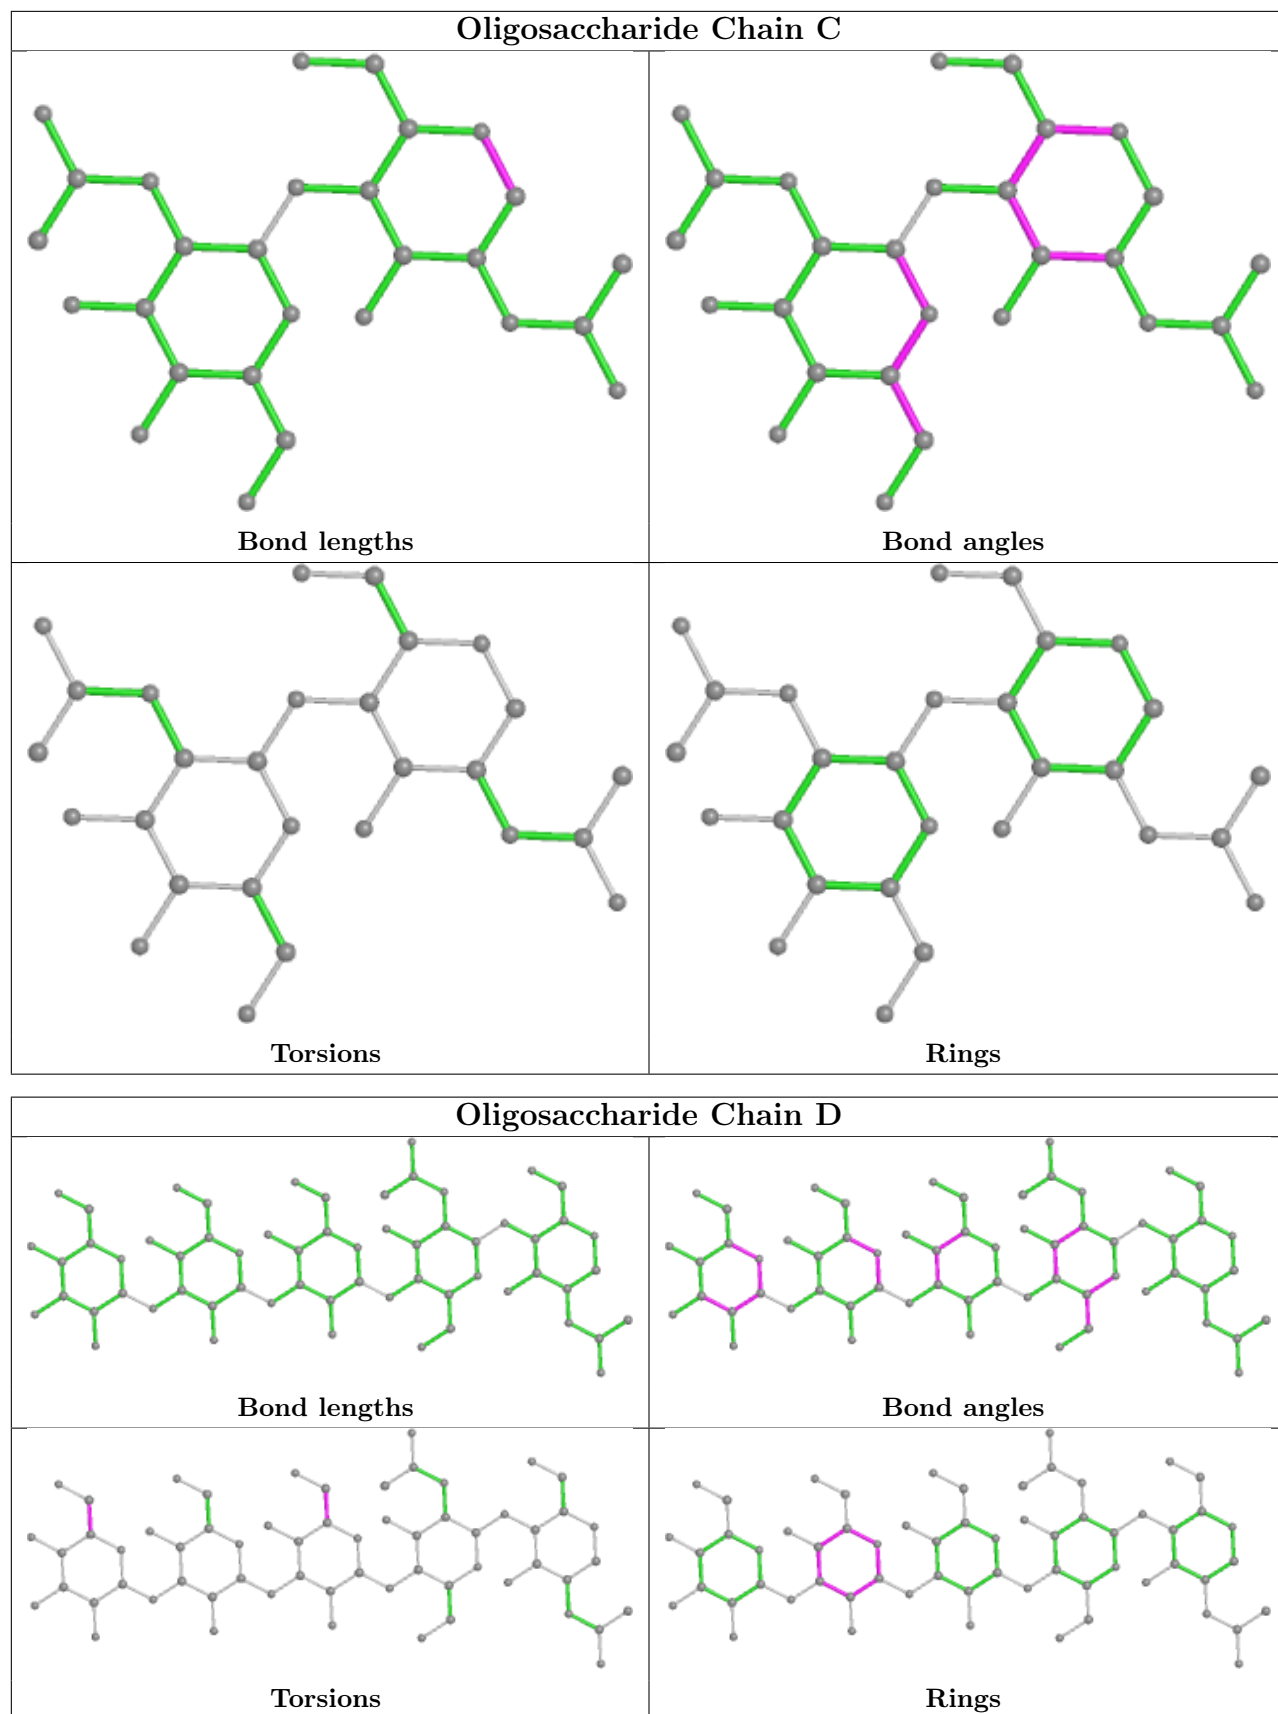 Oligosaccharide Chain C
Bond lengths
Bond angles
Torsions
Rings
Oligosaccharide Chain D
Bond lengths
Bond angles
Torsions
Rings